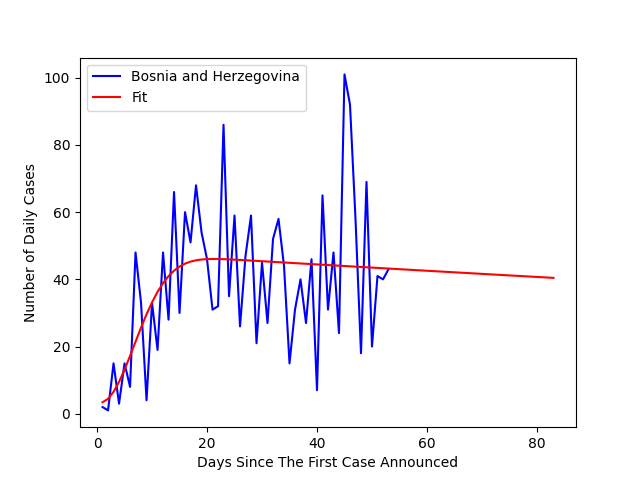 Bosnia and Herzegovina
Fit
100
80
60
40
20
0
Number of Daily Cases
0 20 40 60 80
Days Since The First Case Announced